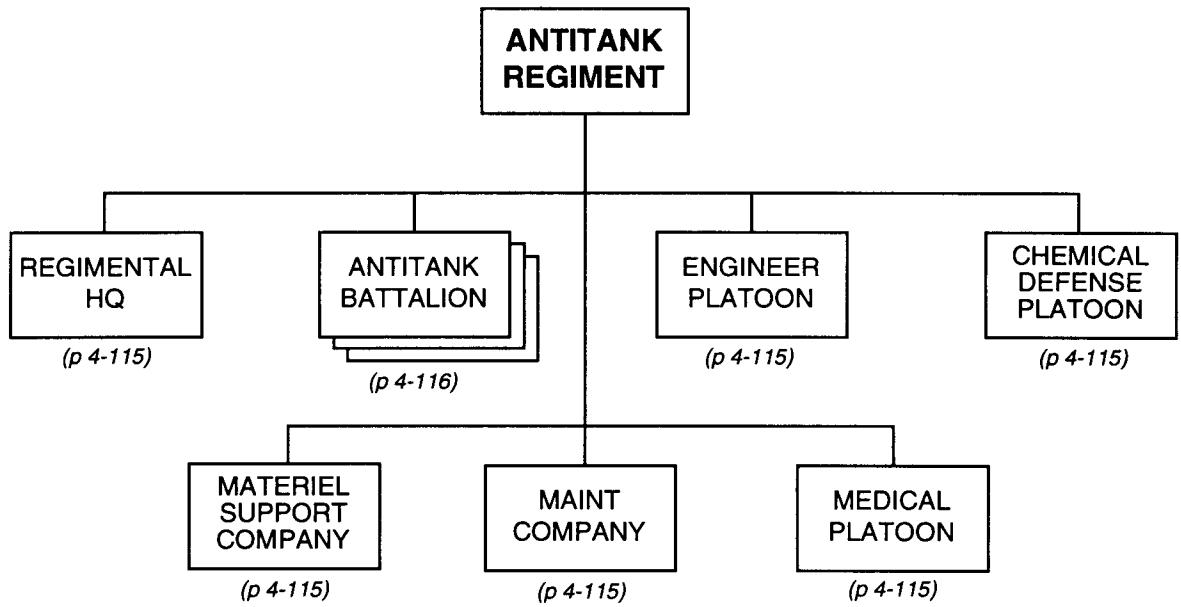 ANTITANK
REGIMENT
REGIMENTAL
HQ
(p 4-115)
ANTITANK
BATTALION
(p 4-116)
ENGINEER
PLATOON
(p 4-115)
CHEMICAL
DEFENSE
PLATOON
(p 4-115)
MATERIEL
SUPPORT
COMPANY
(p 4-115)
MAINT
COMPANY
(p 4-115)
MEDICAL
PLATOON
(p 4-115)